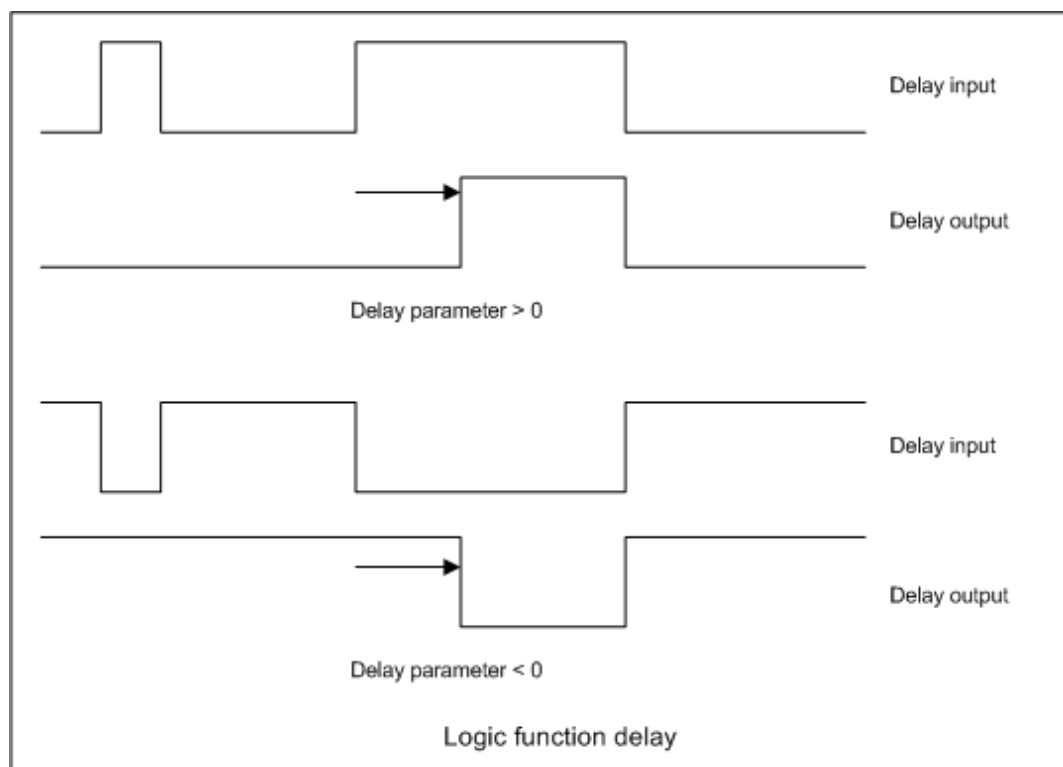 Delay input
Delay output
Delay parameter > 0
Delay input
Delay output
Delay parameter < 0
Logic function delay